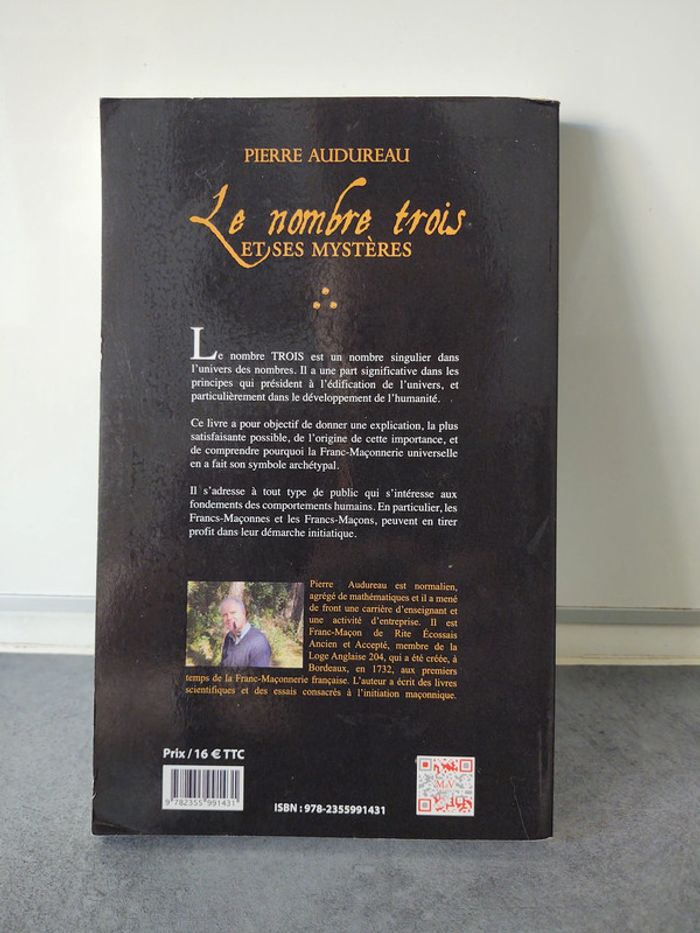 PIERRE AUDUREAU
Le nombre trois
ET SES MYSTÈRES
Le nombre TROIS est un nombre singulier dans
l'univers des nombres. Il a une part significative dans les
principes qui président à l'édification de l'univers, et
particulièrement dans le développement de l'humanité.
Ce livre a pour objectif de donner une explication, la plus
satisfaisante possible, de l'origine de cette importance, et
de comprendre pourquoi la Franc-Maçonnerie universelle
en a fait son symbole archétypal.
Il s'adresse à tout type de public qui s'intéresse aux
fondements des comportements humains. En particulier, les
Francs-Maçonnes et les Francs-Maçons, peuvent en tirer
profit dans leur démarche initiatique.
Pierre Audureau est normalien,
agrégé de mathématiques et il a mené
de front une carrière d'enseignant et
une activité d'entreprise. Il est
Franc-Maçon de Rite Écossais
Ancien et Accepté, membre de la
Loge Anglaise 204, qui a été créée, à
Bordeaux, en 1732, aux premiers
temps de la Franc-Maçonnerie française. L'auteur a écrit des livres
scientifiques et des essais consacrés à l'initiation maçonnique.
Prix / 16 € TTC
9 782355 991431
ISBN : 978-2355991431
M.V